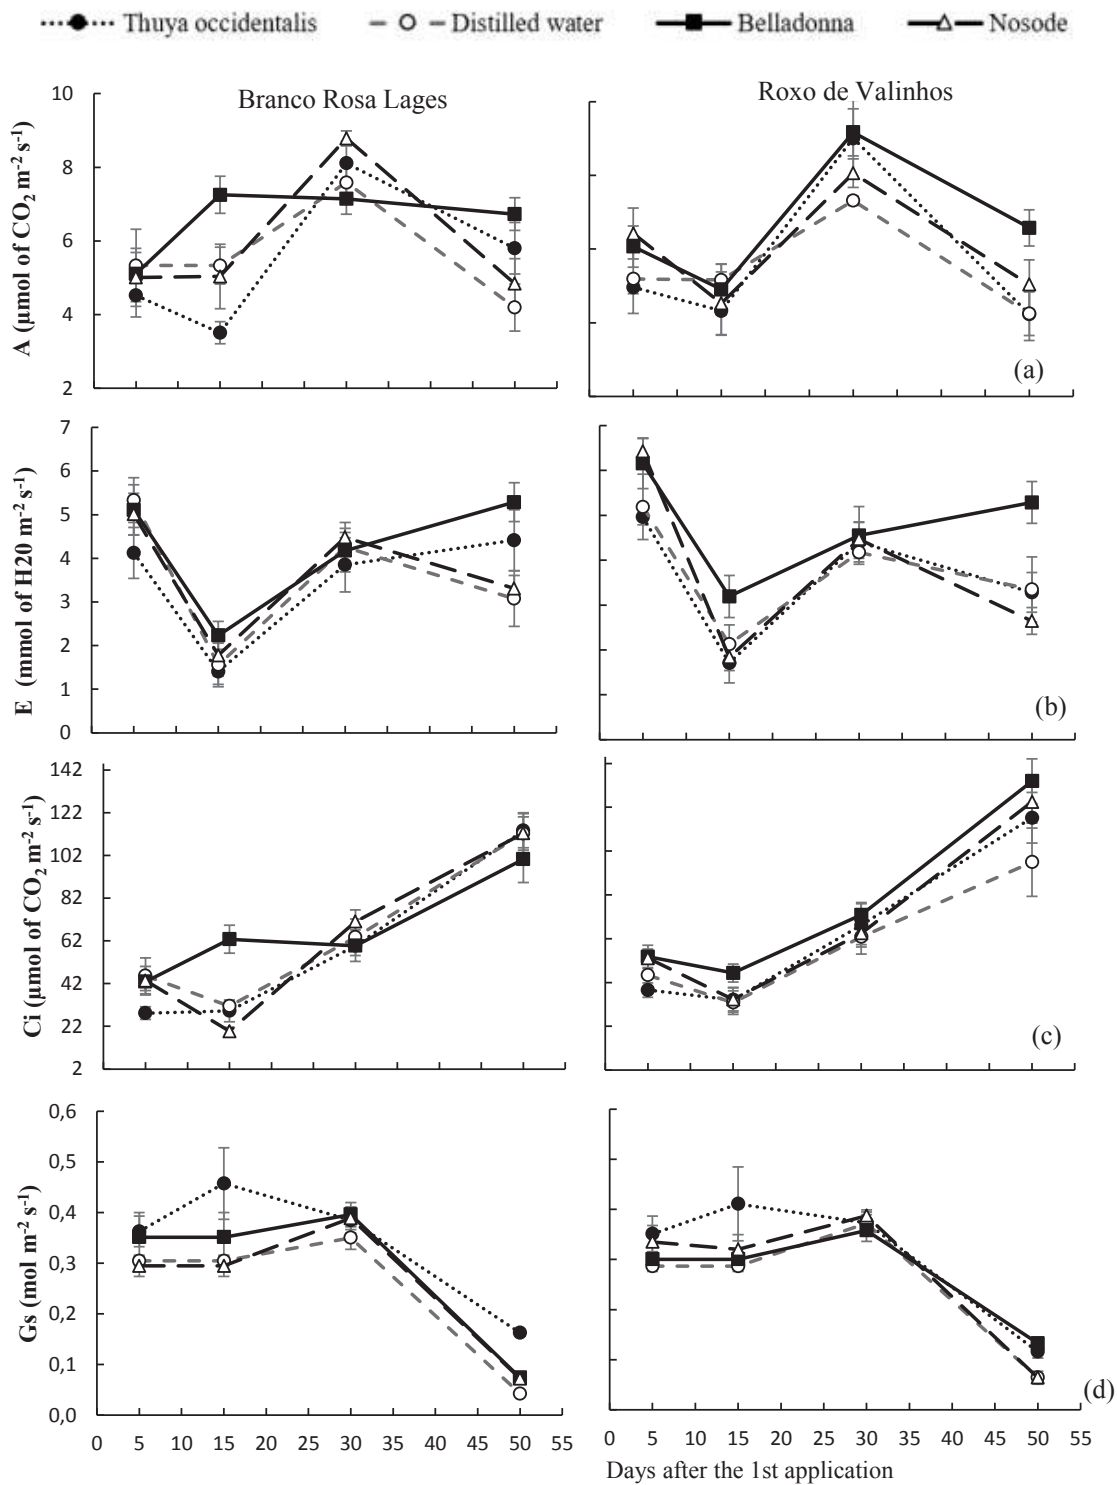 Thuya occidentalis Distilled water Belladonna Nosode
Branco Rosa Lages
Roxo de Valinhos
A (µmol of CO₂ m⁻² s⁻¹)
10
8
6
4
2
(a)
E (mmol of H20 m⁻² s⁻¹)
7
6
5
4
3
2
1
0
(b)
Ci (µmol of CO₂ m⁻² s⁻¹)
142
122
102
82
62
42
22
2
(c)
Gs (mol m⁻² s⁻¹)
0,6
0,5
0,4
0,3
0,2
0,1
0,0
(d)
0 5 10 15 20 25 30 35 40 45 50 55
0 5 10 15 20 25 30 35 40 45 50 55
Days after the 1st application